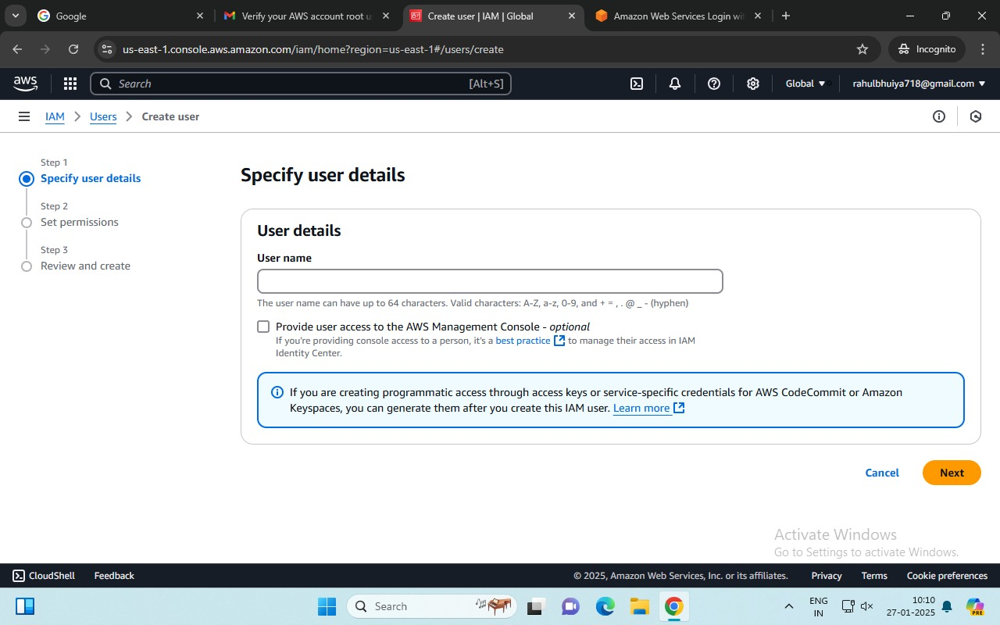 Google
Verify your AWS account root u
Create user | IAM | Global
Amazon Web Services Login wi
us-east-1.console.aws.amazon.com/iam/home?region=us-east-1#/users/create
Incognito
aws
Search
[Alt+S]
Global
rahulbhuiya718@gmail.com
IAM
Users
Create user
Step 1
Specify user details
Step 2
Set permissions
Step 3
Review and create
Specify user details
User details
User name
The user name can have up to 64 characters. Valid characters: A-Z, a-z, 0-9, and + = , . @ _ - (hyphen)
Provide user access to the AWS Management Console - optional
If you're providing console access to a person, it's a best practice to manage their access in IAM
Identity Center.
If you are creating programmatic access through access keys or service-specific credentials for AWS CodeCommit or Amazon
Keyspaces, you can generate them after you create this IAM user. Learn more
Cancel
Next
Activate Windows
Go to Settings to activate Windows.
CloudShell
Feedback
© 2025, Amazon Web Services, Inc. or its affiliates.
Privacy
Terms
Cookie preferences
Search
ENG
IN
10:10
27-01-2025
PRE